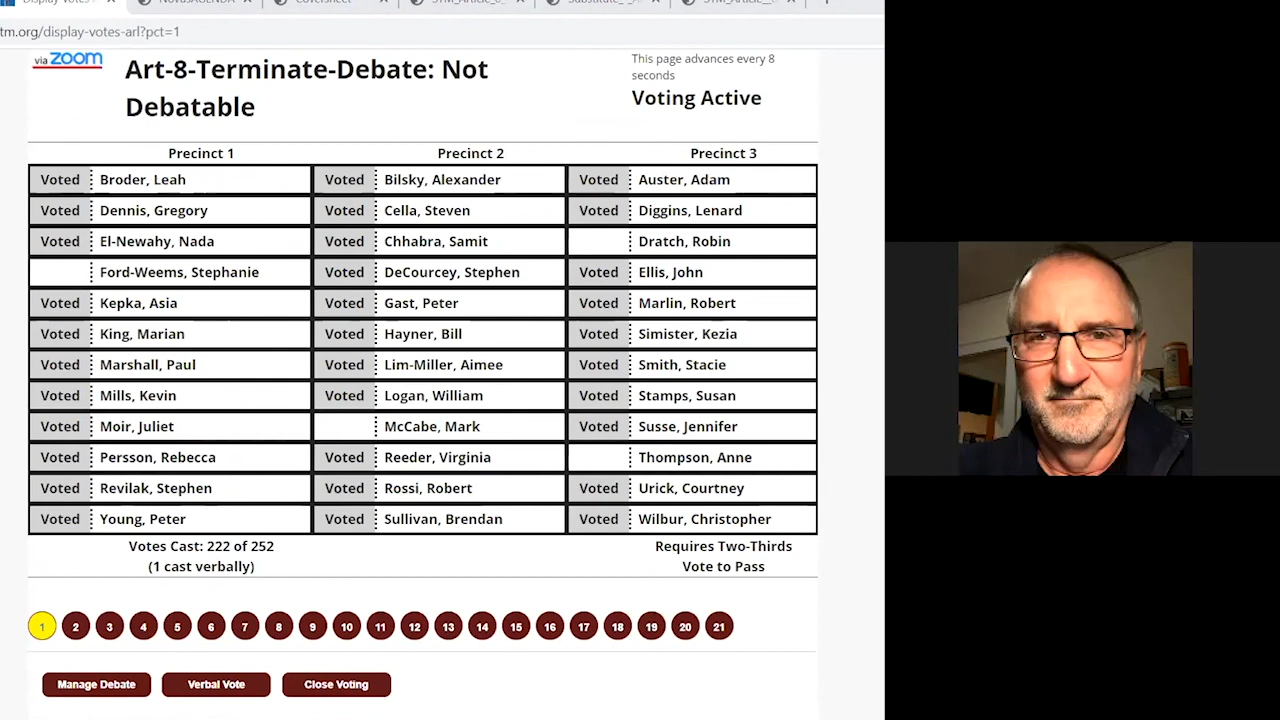 Display Votes
NovusAGENDA
Coversheet
tm.org/display-votes-arl?pct=1
via zoom
Art-8-Terminate-Debate: Not
Debatable
This page advances every 8
seconds
Voting Active
Precinct 1 Precinct 2 Precinct 3
Voted Broder, Leah Voted Bilsky, Alexander Voted Auster, Adam
Voted Dennis, Gregory Voted Cella, Steven Voted Diggins, Lenard
Voted El-Newahy, Nada Voted Chhabra, Samit Dratch, Robin
Ford-Weems, Stephanie Voted DeCourcey, Stephen Voted Ellis, John
Voted Kepka, Asia Voted Gast, Peter Voted Marlin, Robert
Voted King, Marian Voted Hayner, Bill Voted Simister, Kezia
Voted Marshall, Paul Voted Lim-Miller, Aimee Voted Smith, Stacie
Voted Mills, Kevin Voted Logan, William Voted Stamps, Susan
Voted Moir, Juliet McCabe, Mark Voted Susse, Jennifer
Voted Persson, Rebecca Voted Reeder, Virginia Thompson, Anne
Voted Revilak, Stephen Voted Rossi, Robert Voted Urick, Courtney
Voted Young, Peter Voted Sullivan, Brendan Voted Wilbur, Christopher
Votes Cast: 222 of 252
(1 cast verbally)
Requires Two-Thirds
Vote to Pass
1 2 3 4 5 6 7 8 9 10 11 12 13 14 15 16 17 18 19 20 21
Manage Debate Verbal Vote Close Voting